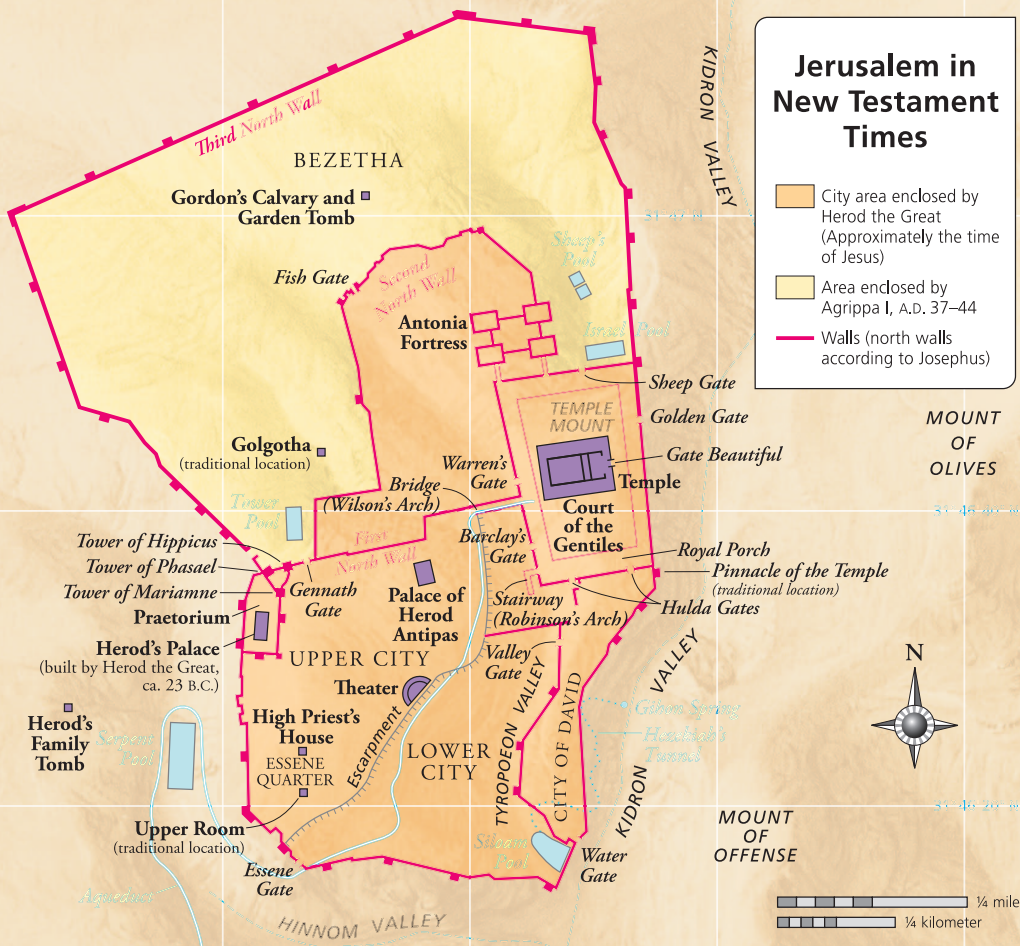 Jerusalem in
New Testament
Times
City area enclosed by
Herod the Great
(Approximately the time
of Jesus)
Area enclosed by
Agrippa I, A.D. 37–44
Walls (north walls
according to Josephus)
KIDRON VALLEY
Third North Wall
BEZETHA
Gordon's Calvary and
Garden Tomb
Sheep's
Pool
Fish Gate
Second
North Wall
Antonia
Fortress
Israel Pool
Sheep Gate
TEMPLE
MOUNT
Golden Gate
MOUNT
OF
OLIVES
Golgotha
(traditional location)
Gate Beautiful
Warren's
Gate
Temple
Bridge
(Wilson's Arch)
Court
of the
Gentiles
Tower
Pool
First
North Wall
Barclay's
Gate
Tower of Hippicus
Tower of Phasael
Tower of Mariamne
Royal Porch
Pinnacle of the Temple
(traditional location)
Gennath
Gate
Palace of
Herod
Antipas
Stairway
(Robinson's Arch)
Hulda Gates
Praetorium
Herod's Palace
(built by Herod the Great,
ca. 23 B.C.)
UPPER CITY
Valley
Gate
VALLEY
KIDRON
N
Theater
TYROPOEON VALLEY
CITY OF DAVID
Gihon Spring
Hezekiah's
Tunnel
High Priest's
House
ESSENE
QUARTER
Escarpment
LOWER
CITY
Herod's
Family
Tomb
Serpent
Pool
Upper Room
(traditional location)
Siloam
Pool
Water
Gate
MOUNT
OF
OFFENSE
Essene
Gate
Aqueduct
HINNOM VALLEY
¼ mile
¼ kilometer